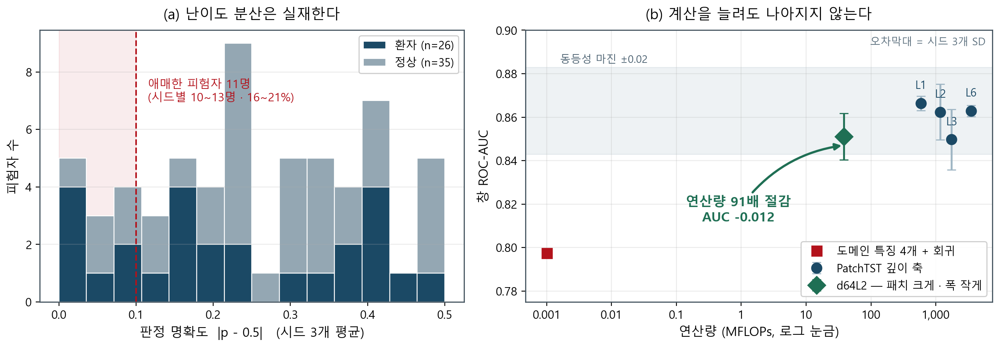 (a) 난이도 분산은 실재한다
환자 (n=26)
정상 (n=35)
애매한 피험자 11명
(시드별 10~13명 · 16~21%)
피험자 수
8
6
4
2
0
0.0
0.1
0.2
0.3
0.4
0.5
판정 명확도 |p - 0.5| (시드 3개 평균)
(b) 계산을 늘려도 나아지지 않는다
오차막대 = 시드 3개 SD
동등성 마진 ±0.02
L1
L2
L6
L3
연산량 91배 절감
AUC -0.012
도메인 특징 4개 + 회귀
PatchTST 깊이 축
d64L2 — 패치 크게 · 폭 작게
창 ROC-AUC
0.90
0.88
0.86
0.84
0.82
0.80
0.78
0.001
0.01
0.1
1
10
100
1,000
연산량 (MFLOPs, 로그 눈금)